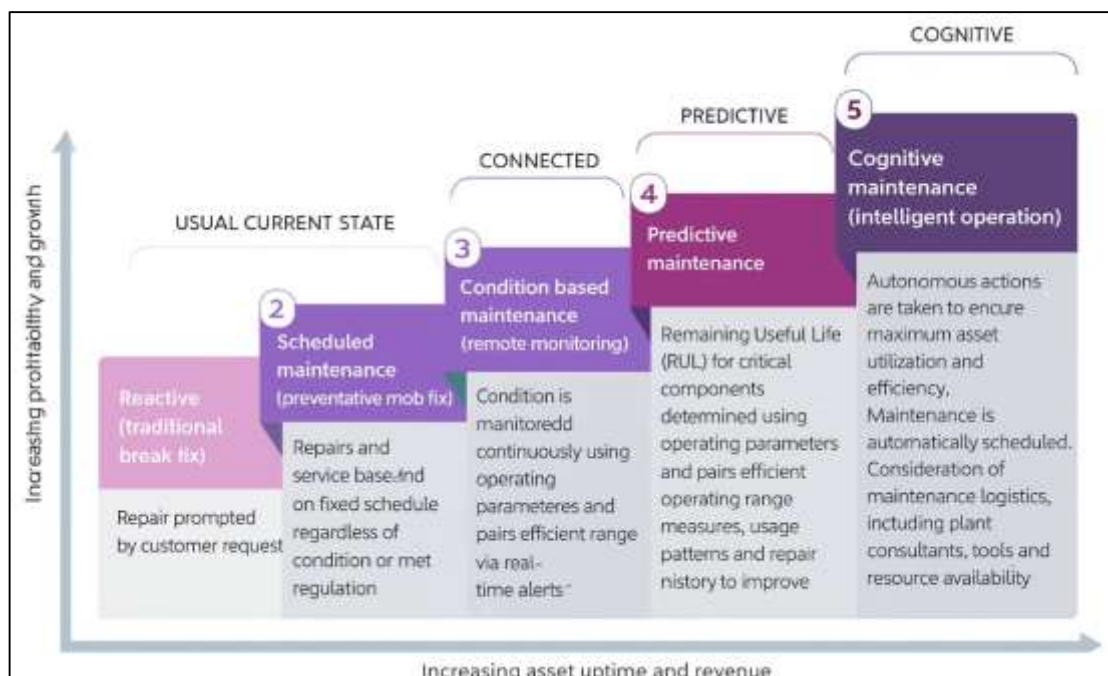 COGNITIVE
PREDICTIVE
CONNECTED
USUAL CURRENT STATE
Increasing profitability and growth
Reactive
(traditional
break fix)
Repair prompted
by customer request
2
Scheduled
maintenance
(preventative mob fix)
Repairs and
service base.ind
on fixed schedule
regardless of
condition or met
regulation
3
Condition based
maintenance
(remote monitoring)
Condition is
manitoredd
continuously using
operating
parameteres and
pairs efficient range
via real-
time alerts
4
Predictive
maintenance
Remaining Useful Life
(RUL) for critical
components
determined using
operating parameters
and pairs efficient
operating range
measures, usage
patterns and repair
nistory to improve
5
Cognitive
maintenance
(intelligent operation)
Autonomous actions
are taken to encure
maximum asset
utilization and
efficiency,
Maintenance is
automatically scheduled.
Consideration of
maintenance logistics,
including plant
consultants, tools and
resource availability
Increasing asset uptime and revenue